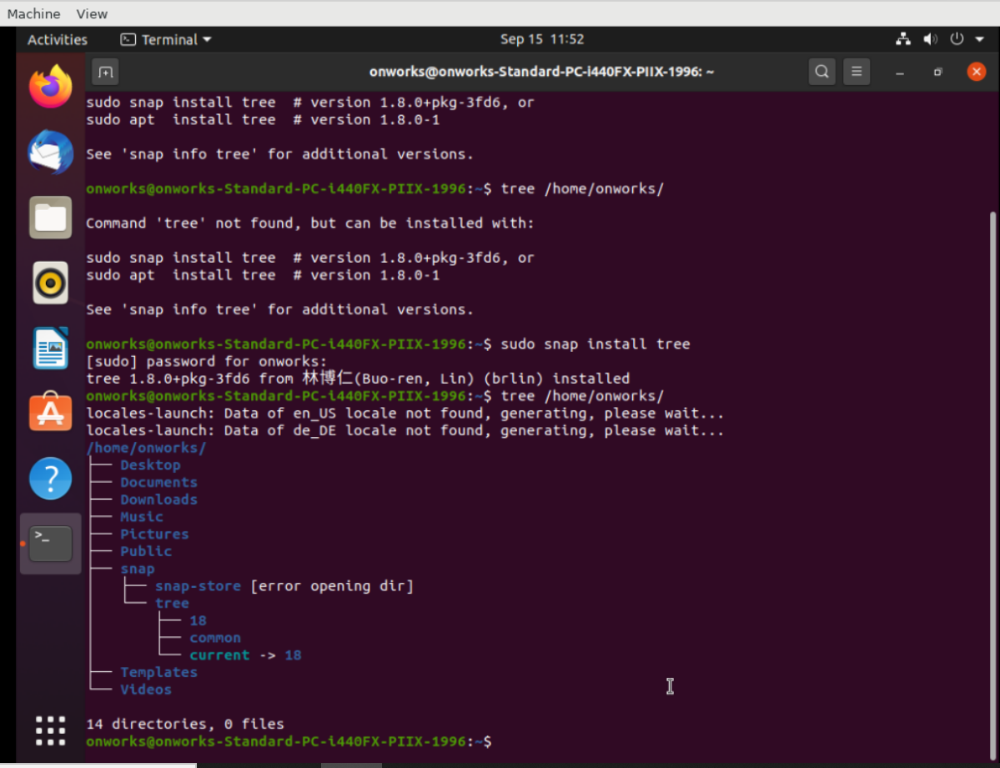 Machine View
Activities Terminal Sep 15 11:52
onworks@onworks-Standard-PC-i440FX-PIIX-1996: ~
sudo snap install tree  # version 1.8.0+pkg-3fd6, or
sudo apt  install tree  # version 1.8.0-1
See 'snap info tree' for additional versions.
onworks@onworks-Standard-PC-i440FX-PIIX-1996:~$ tree /home/onworks/
Command 'tree' not found, but can be installed with:
sudo snap install tree  # version 1.8.0+pkg-3fd6, or
sudo apt  install tree  # version 1.8.0-1
See 'snap info tree' for additional versions.
onworks@onworks-Standard-PC-i440FX-PIIX-1996:~$ sudo snap install tree
[sudo] password for onworks:
tree 1.8.0+pkg-3fd6 from 林博仁(Buo-ren, Lin) (brlin) installed
onworks@onworks-Standard-PC-i440FX-PIIX-1996:~$ tree /home/onworks/
locales-launch: Data of en_US locale not found, generating, please wait...
locales-launch: Data of de_DE locale not found, generating, please wait...
/home/onworks/
├── Desktop
├── Documents
├── Downloads
├── Music
├── Pictures
├── Public
├── snap
│   ├── snap-store [error opening dir]
│   └── tree
│       ├── 18
│       ├── common
│       └── current -> 18
├── Templates
└── Videos
14 directories, 0 files
onworks@onworks-Standard-PC-i440FX-PIIX-1996:~$